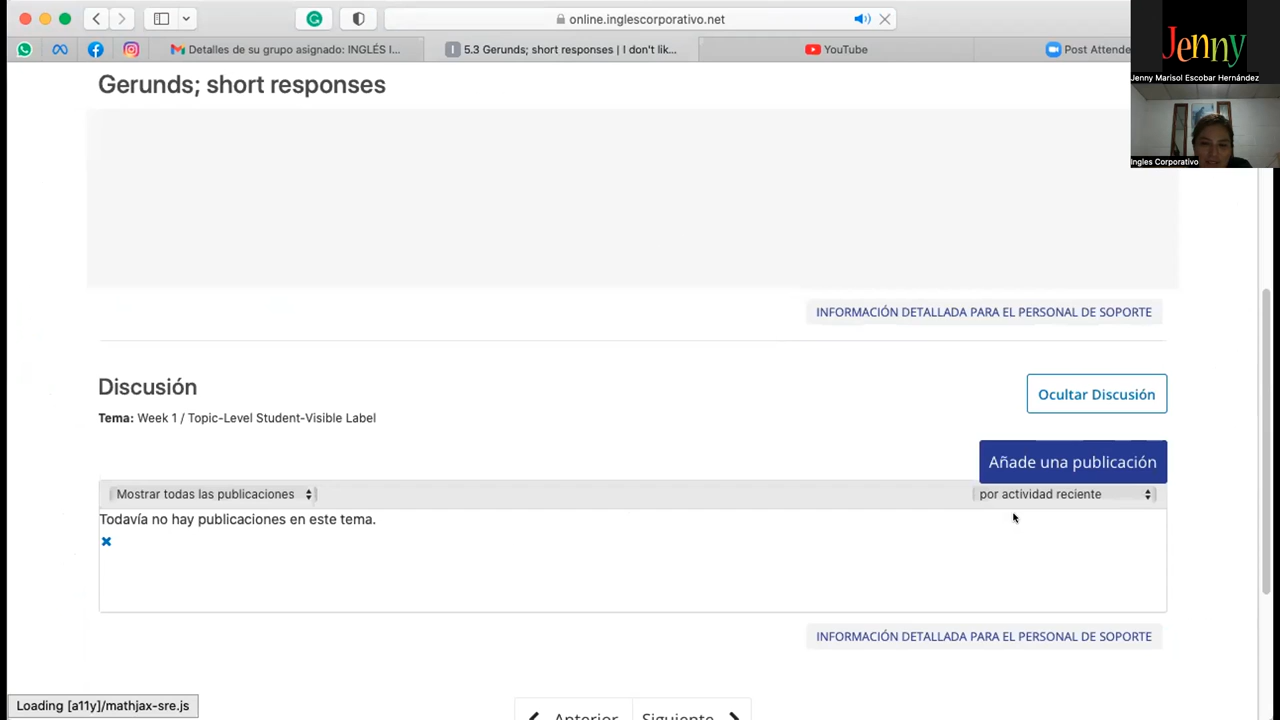 online.inglescorporativo.net
Detalles de su grupo asignado: INGLÉS I...
5.3 Gerunds; short responses | I don't lik...
YouTube
Post Attende
Jenny
Jenny Marisol Escobar Hernández
Ingles Corporativo
Gerunds; short responses
INFORMACIÓN DETALLADA PARA EL PERSONAL DE SOPORTE
Discusión
Ocultar Discusión
Tema: Week 1 / Topic-Level Student-Visible Label
Añade una publicación
Mostrar todas las publicaciones
por actividad reciente
Todavía no hay publicaciones en este tema.
INFORMACIÓN DETALLADA PARA EL PERSONAL DE SOPORTE
Loading [a11y]/mathjax-sre.js
Anterior
Siguiente